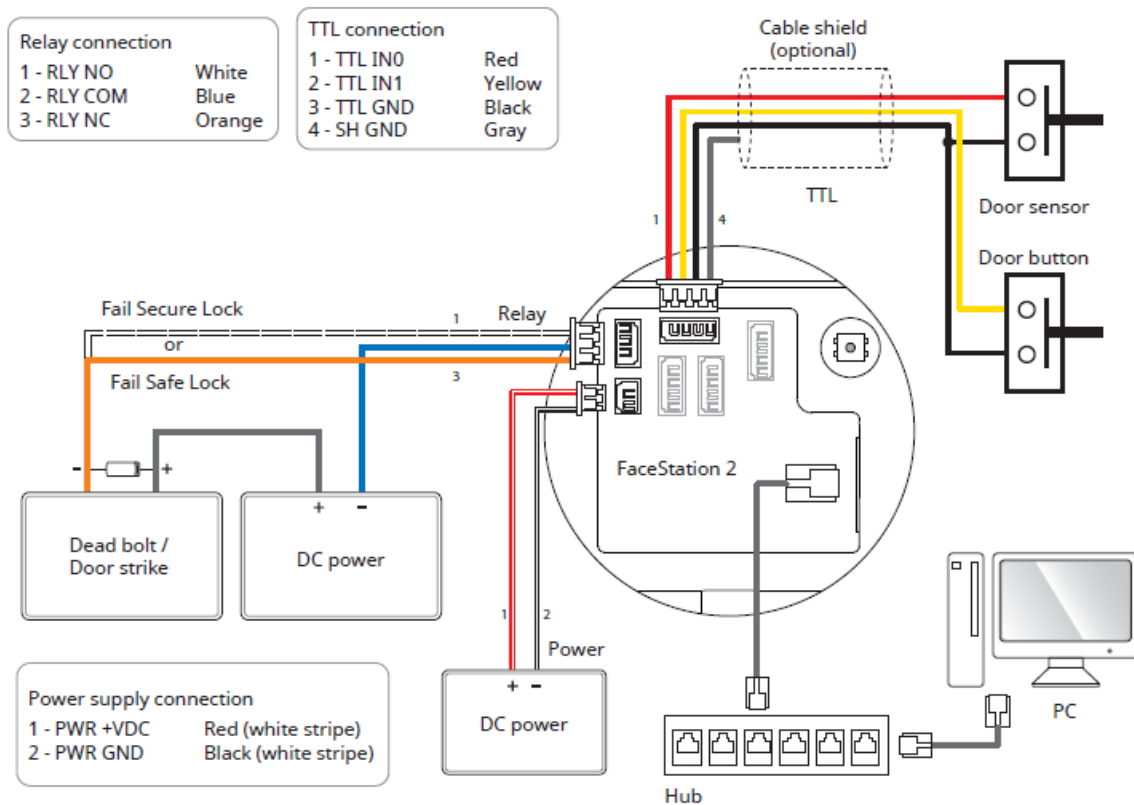 Relay connection
1 - RLY NO White
2 - RLY COM Blue
3 - RLY NC Orange
TTL connection
1 - TTL IN0 Red
2 - TTL IN1 Yellow
3 - TTL GND Black
4 - SH GND Gray
Cable shield
(optional)
TTL
1
4
Door sensor
Door button
Fail Secure Lock
1
Relay
or
Fail Safe Lock
3
FaceStation 2
- +
+ -
Dead bolt /
Door strike
DC power
1
2
Power
+ -
DC power
Power supply connection
1 - PWR +VDC Red (white stripe)
2 - PWR GND Black (white stripe)
PC
Hub